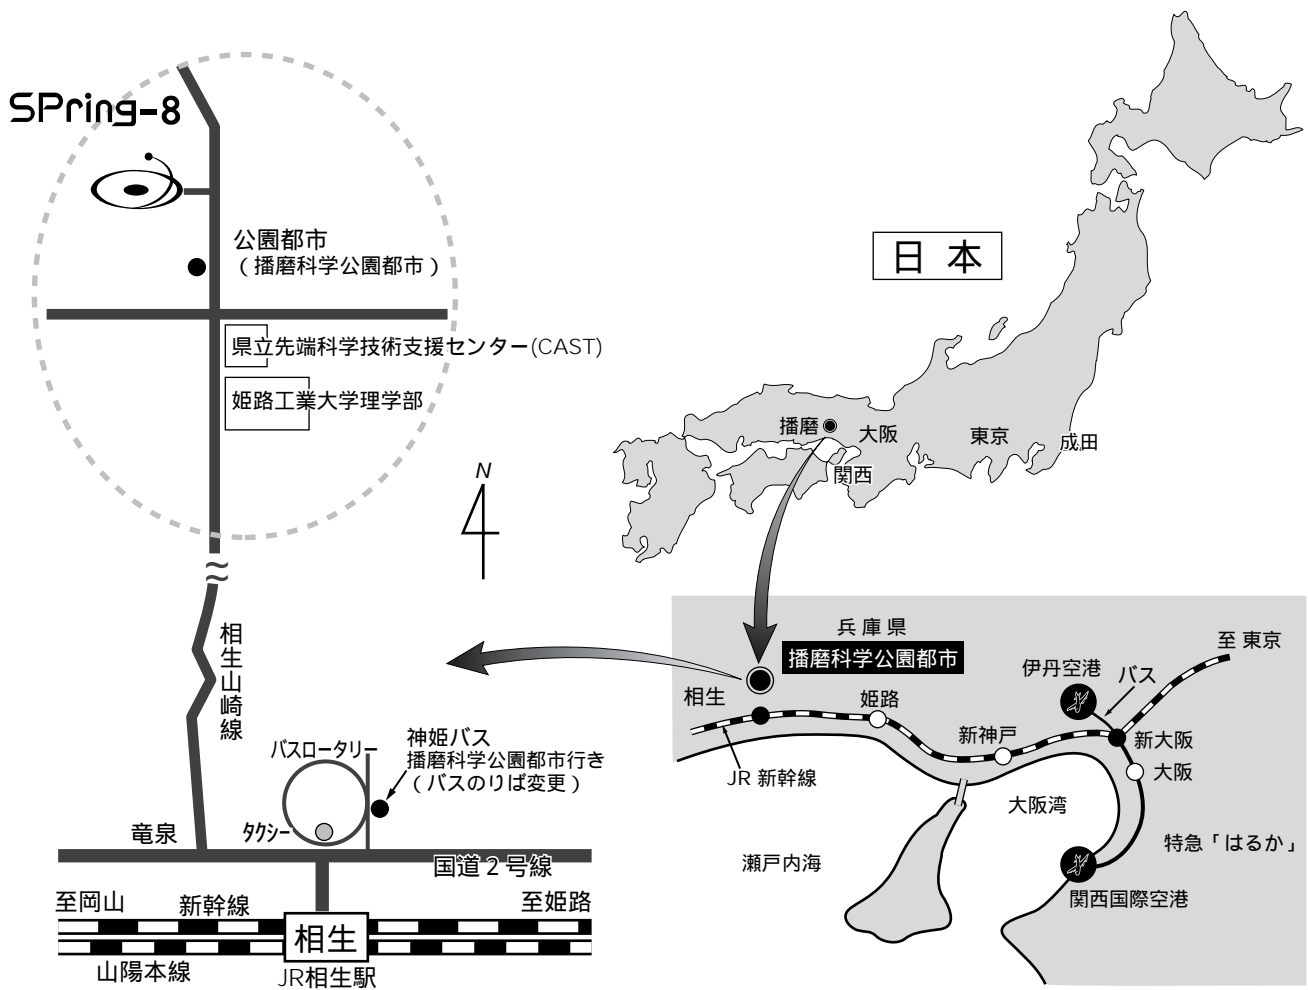 SPring-8
公園都市
（播磨科学公園都市）
県立先端科学技術支援センター(CAST)
姫路工業大学理学部
N
相生山崎線
バスロータリー
神姫バス
播磨科学公園都市行き
（バスのりば変更）
タクシー
竜泉
国道２号線
至岡山
新幹線
至姫路
相生
山陽本線
JR相生駅
日本
播磨
大阪
東京
成田
関西
兵庫県
播磨科学公園都市
相生
姫路
新神戸
伊丹空港
バス
至 東京
新大阪
大阪
JR 新幹線
大阪湾
瀬戸内海
特急「はるか」
関西国際空港